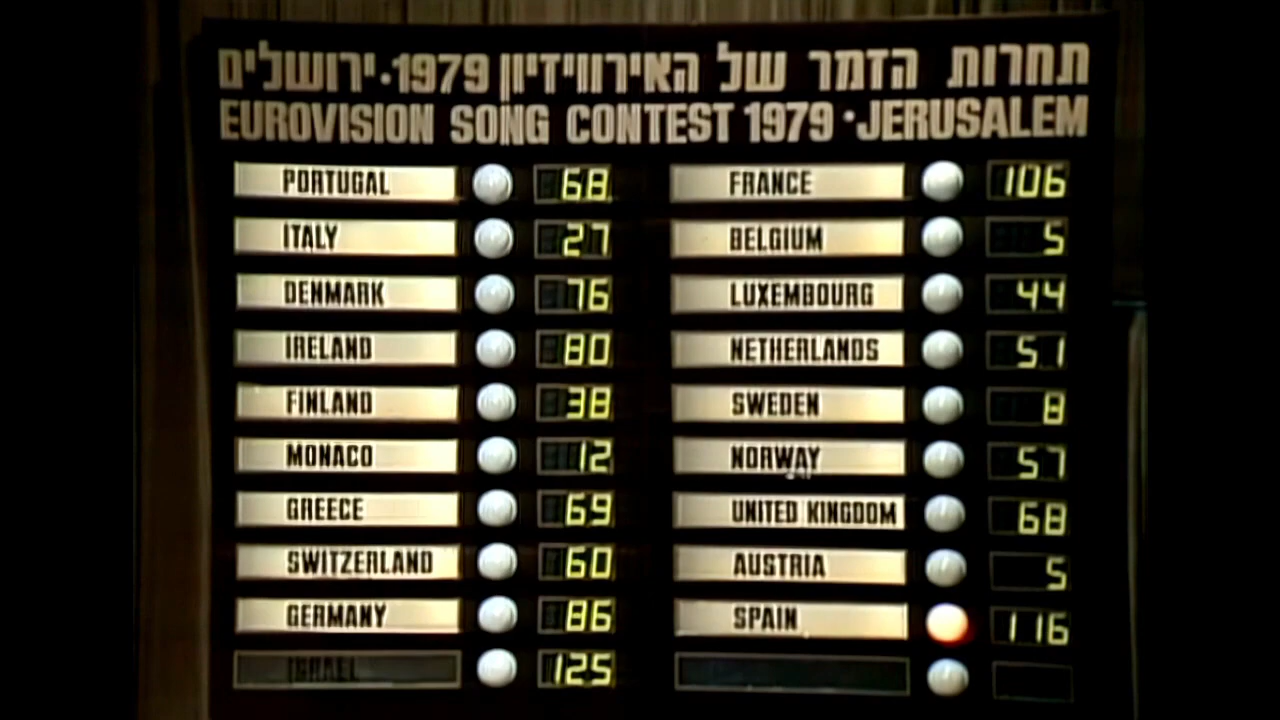 תחרות הזמר של האירוויזיון 1979 · ירושלים
EUROVISION SONG CONTEST 1979 · JERUSALEM
PORTUGAL 68
ITALY 27
DENMARK 76
IRELAND 80
FINLAND 38
MONACO 12
GREECE 69
SWITZERLAND 60
GERMANY 86
ISRAEL 125
FRANCE 106
BELGIUM 5
LUXEMBOURG 44
NETHERLANDS 51
SWEDEN 8
NORWAY 57
UNITED KINGDOM 68
AUSTRIA 5
SPAIN 116